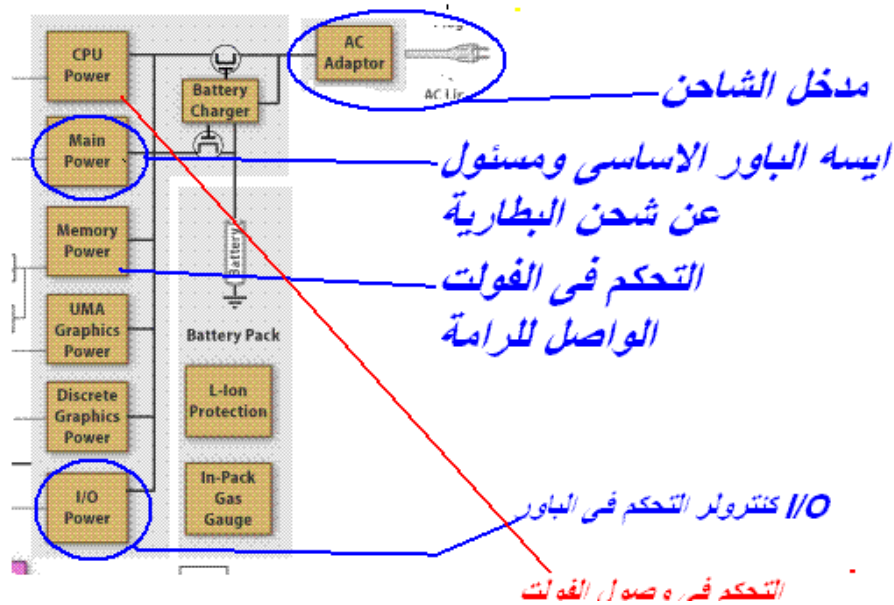 CPU
Power
AC
Adaptor
Battery
Charger
مدخل الشاحن
Main
Power
ايسه الباور الاساسى ومسئول
عن شحن البطارية
Memory
Power
Battery
التحكم فى الفولت
الواصل للرامة
UMA
Graphics
Power
Battery Pack
L-Ion
Protection
Discrete
Graphics
Power
In-Pack
Gas
Gauge
I/O
Power
I/O كنترولر التحكم فى الباور
التحكم فى وصول الفولت